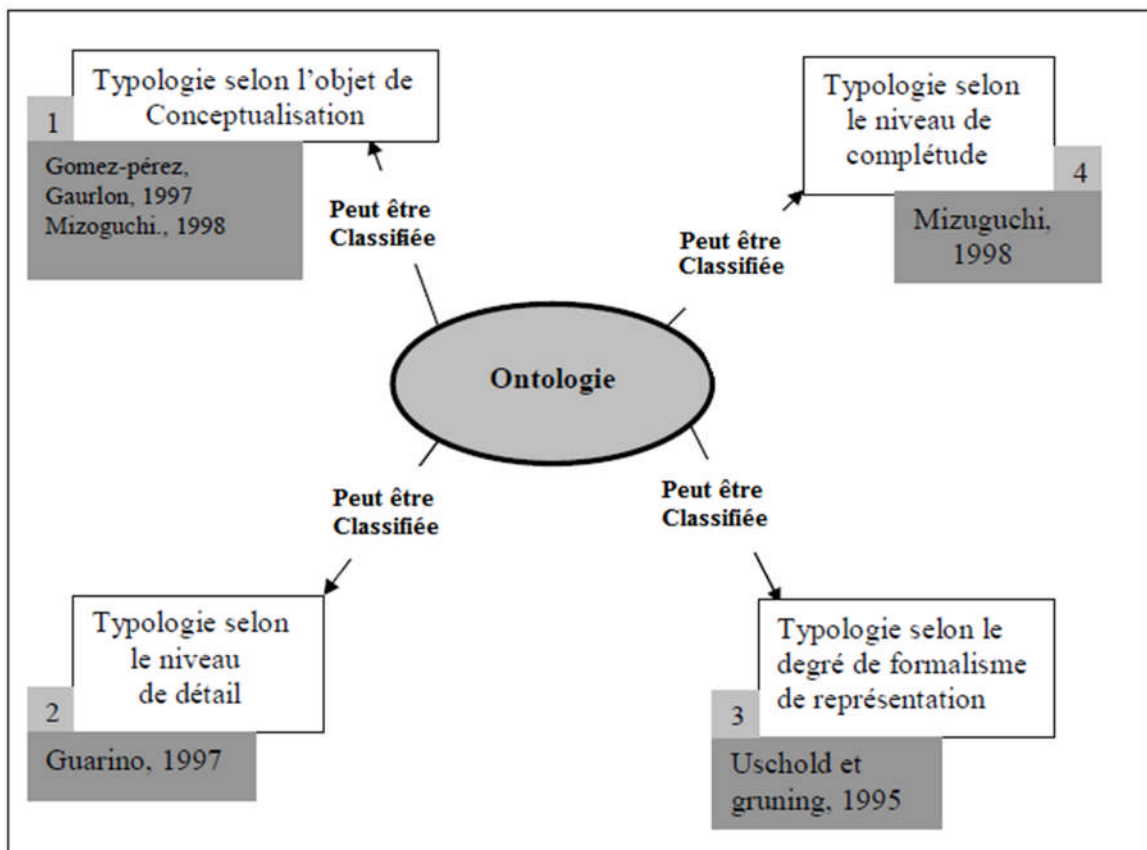 Typologie selon l'objet de
Conceptualisation
1
Gomez-pérez,
Gaurlon, 1997
Mizoguchi., 1998
Peut être
Classifiée
Typologie selon
le niveau de
complétude
4
Mizuguchi,
1998
Peut être
Classifiée
Ontologie
Peut être
Classifiée
Typologie selon
le niveau
de détail
2
Guarino, 1997
Peut être
Classifiée
Typologie selon le
degré de formalisme
de représentation
3
Uschold et
gruning, 1995